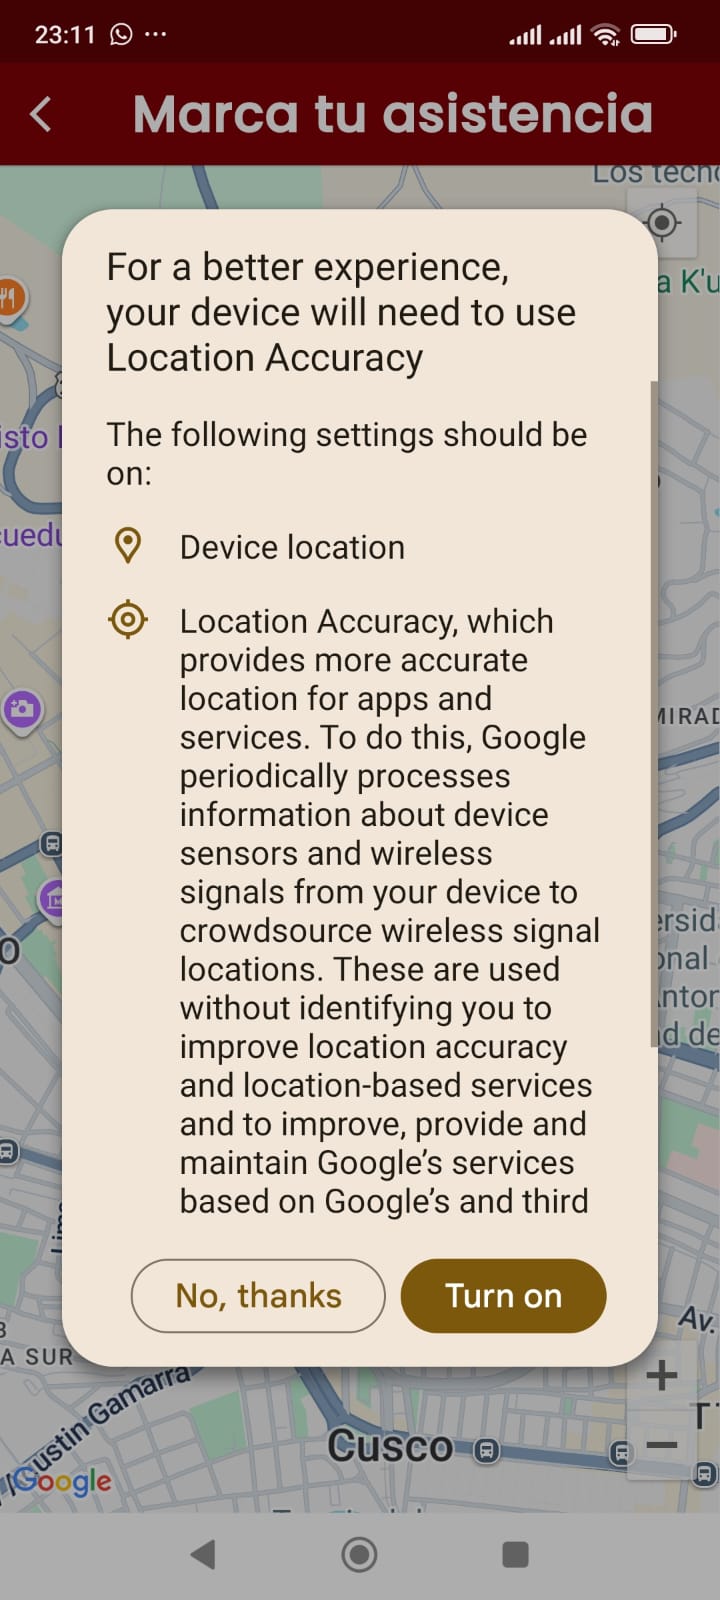 23:11
Marca tu asistencia
Los tecno
For a better experience,
your device will need to use
Location Accuracy
The following settings should be
on:
Device location
Location Accuracy, which
provides more accurate
location for apps and
services. To do this, Google
periodically processes
information about device
sensors and wireless
signals from your device to
crowdsource wireless signal
locations. These are used
without identifying you to
improve location accuracy
and location-based services
and to improve, provide and
maintain Google’s services
based on Google’s and third
No, thanks
Turn on
a K'u
isto
MIRAD
ersid
onal
Anton
ad de
Av.
A SUR
ustin Gamarra
Cusco
Google